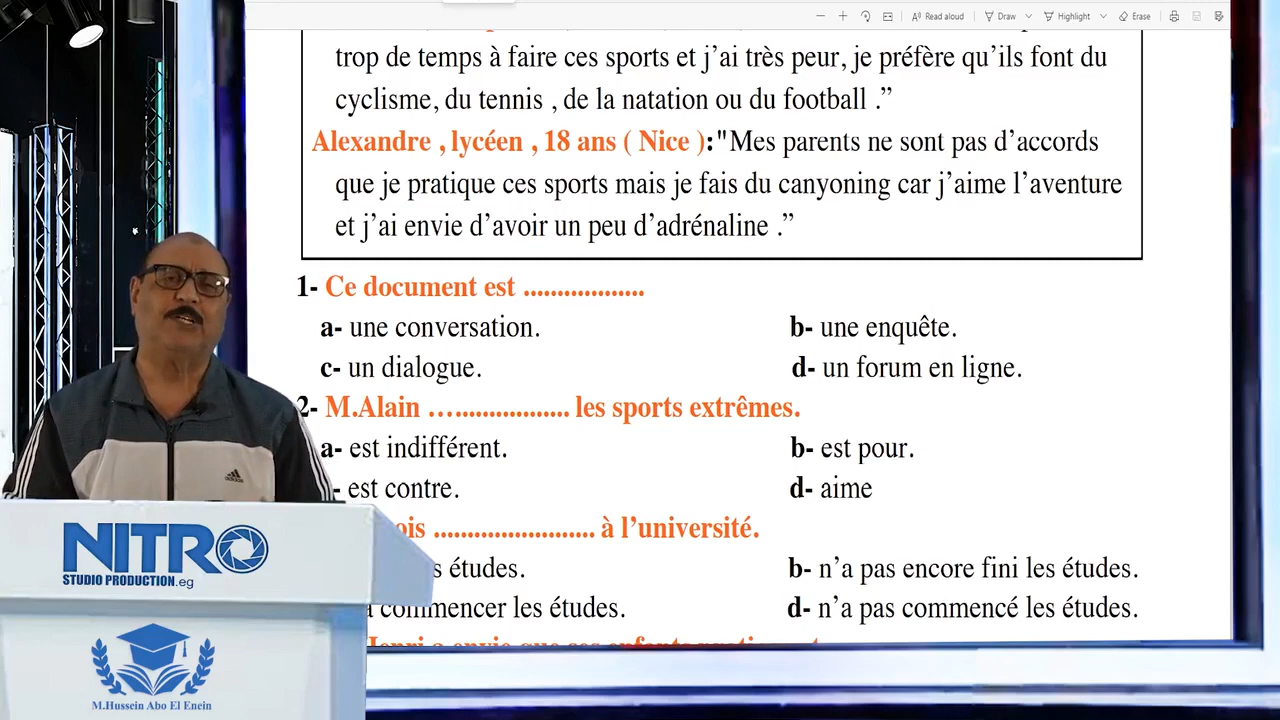 Read aloud
Draw
Highlight
Erase
trop de temps à faire ces sports et j’ai très peur, je préfère qu’ils font du
cyclisme, du tennis , de la natation ou du football .”
Alexandre , lycéen , 18 ans ( Nice ):"Mes parents ne sont pas d’accords
que je pratique ces sports mais je fais du canyoning car j’aime l’aventure
et j’ai envie d’avoir un peu d’adrénaline .”
1- Ce document est ..................
a- une conversation.
b- une enquête.
c- un dialogue.
d- un forum en ligne.
2- M.Alain ….................. les sports extrêmes.
a- est indifférent.
b- est pour.
- est contre.
d- aime
ois ........................ à l’université.
s études.
b- n’a pas encore fini les études.
commencer les études.
d- n’a pas commencé les études.
NITRO
STUDIO PRODUCTION.eg
M.Hussein Abo El Enein
adidas